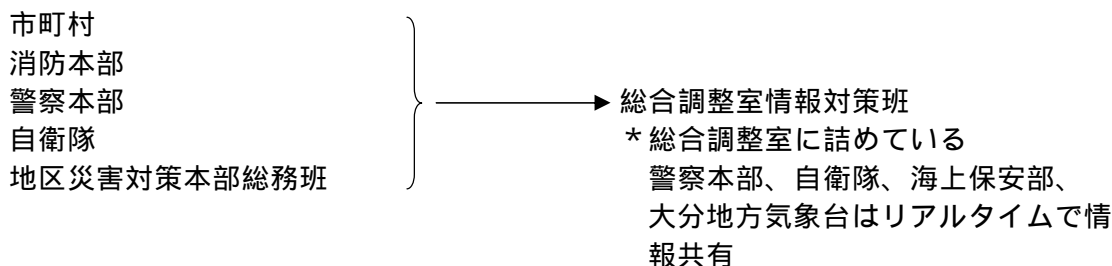 市町村
消防本部
警察本部
自衛隊
地区災害対策本部総務班
総合調整室情報対策班
*総合調整室に詰めている
警察本部、自衛隊、海上保安部、
大分地方気象台はリアルタイムで情
報共有